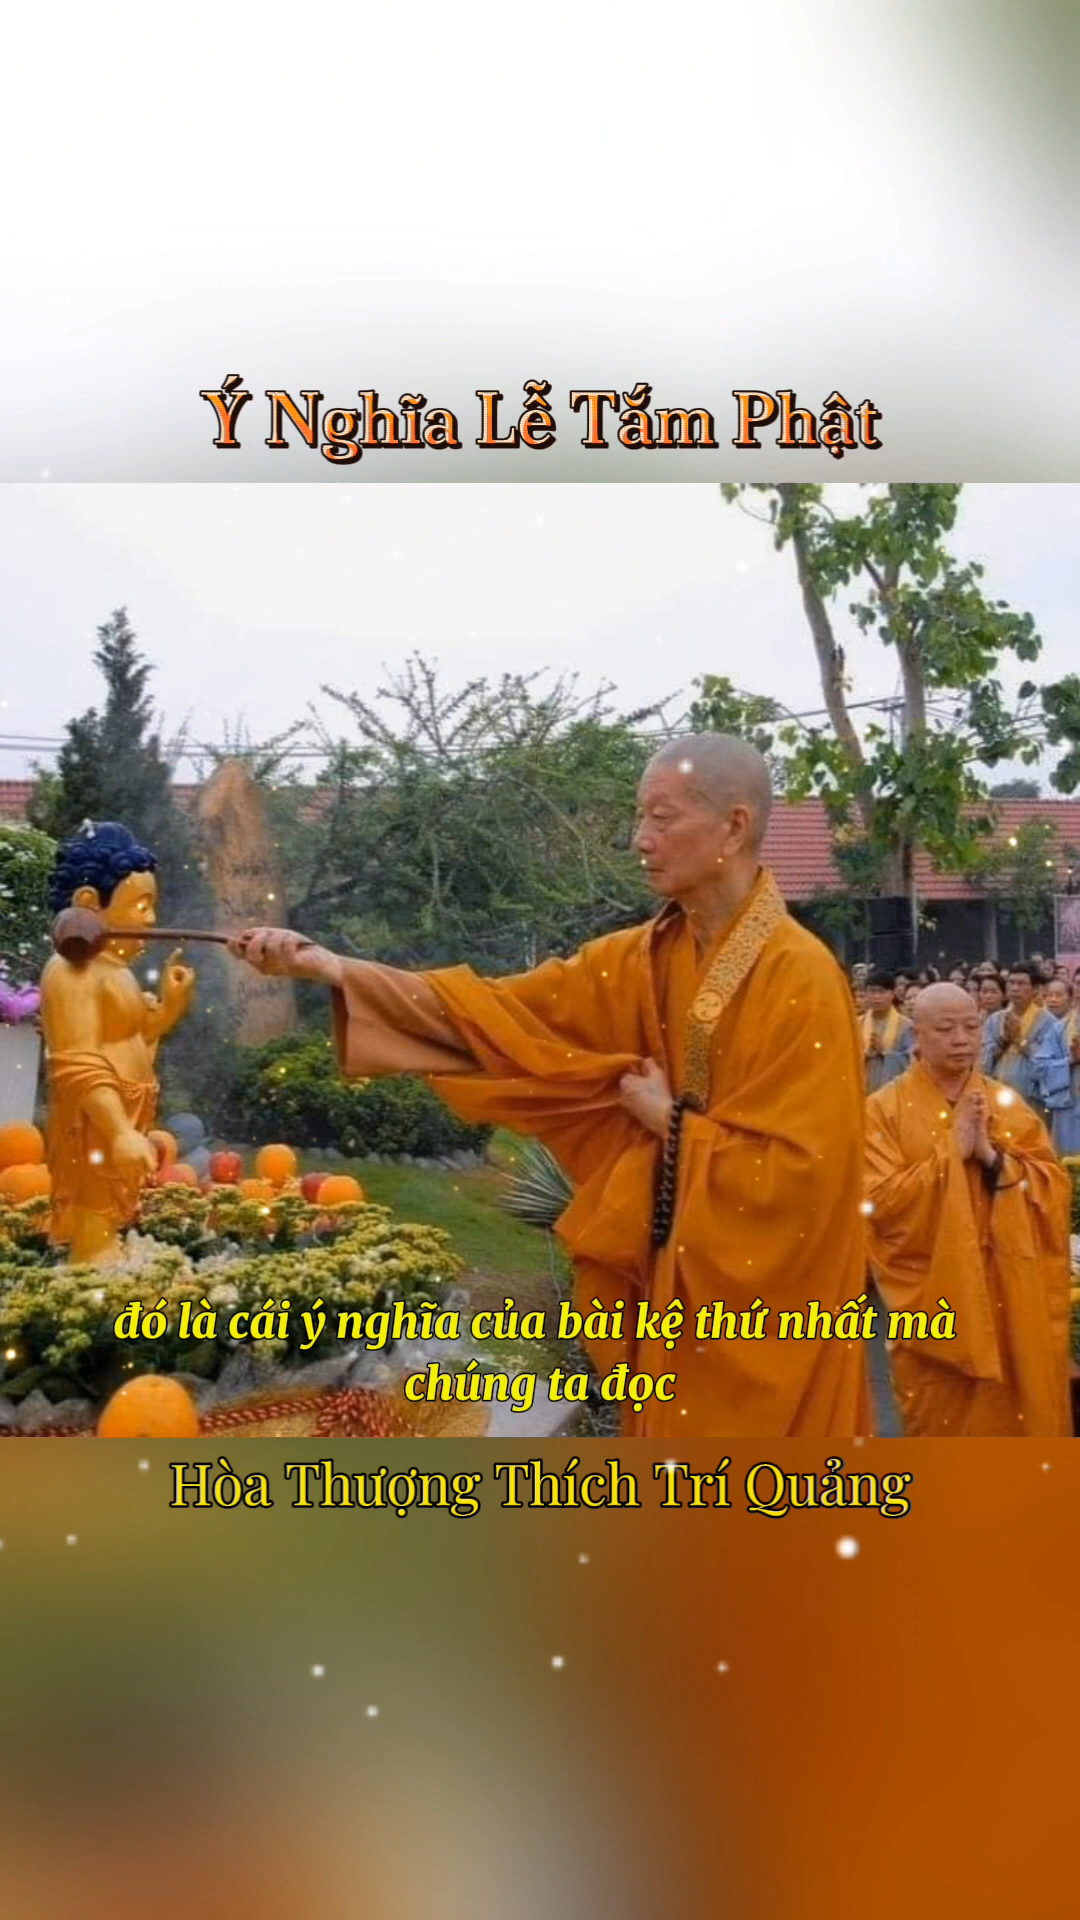 Ý Nghĩa Lễ Tắm Phật
đó là cái ý nghĩa của bài kệ thứ nhất mà
chúng ta đọc
Hòa Thượng Thích Trí Quảng